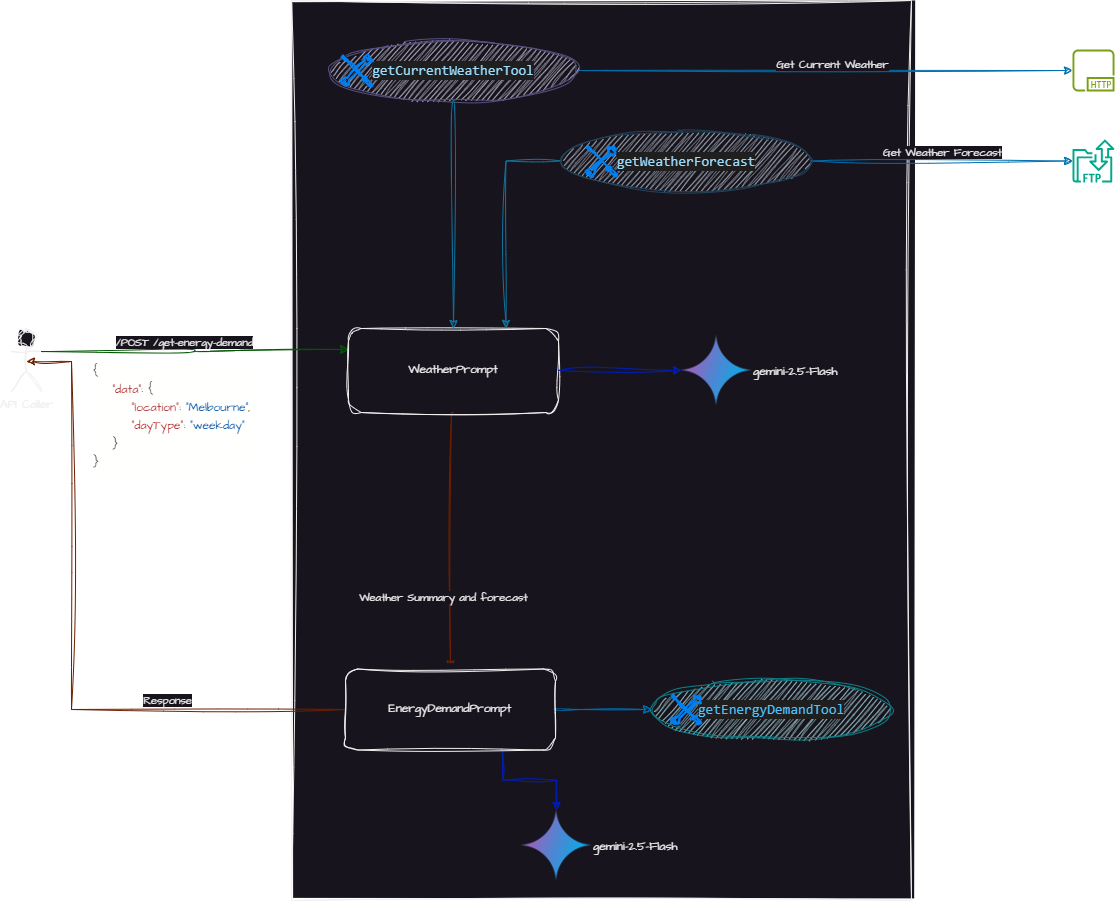 getCurrentWeatherTool
Get Current Weather
HTTP
getWeatherForecast
Get Weather Forecast
FTP
/POST /get-energy-demand
{
"data": {
"location": "Melbourne",
"dayType": "weekday"
}
}
API Caller
WeatherPrompt
gemini-2.5-Flash
Weather Summary and forecast
Response
EnergyDemandPrompt
getEnergyDemandTool
gemini-2.5-Flash